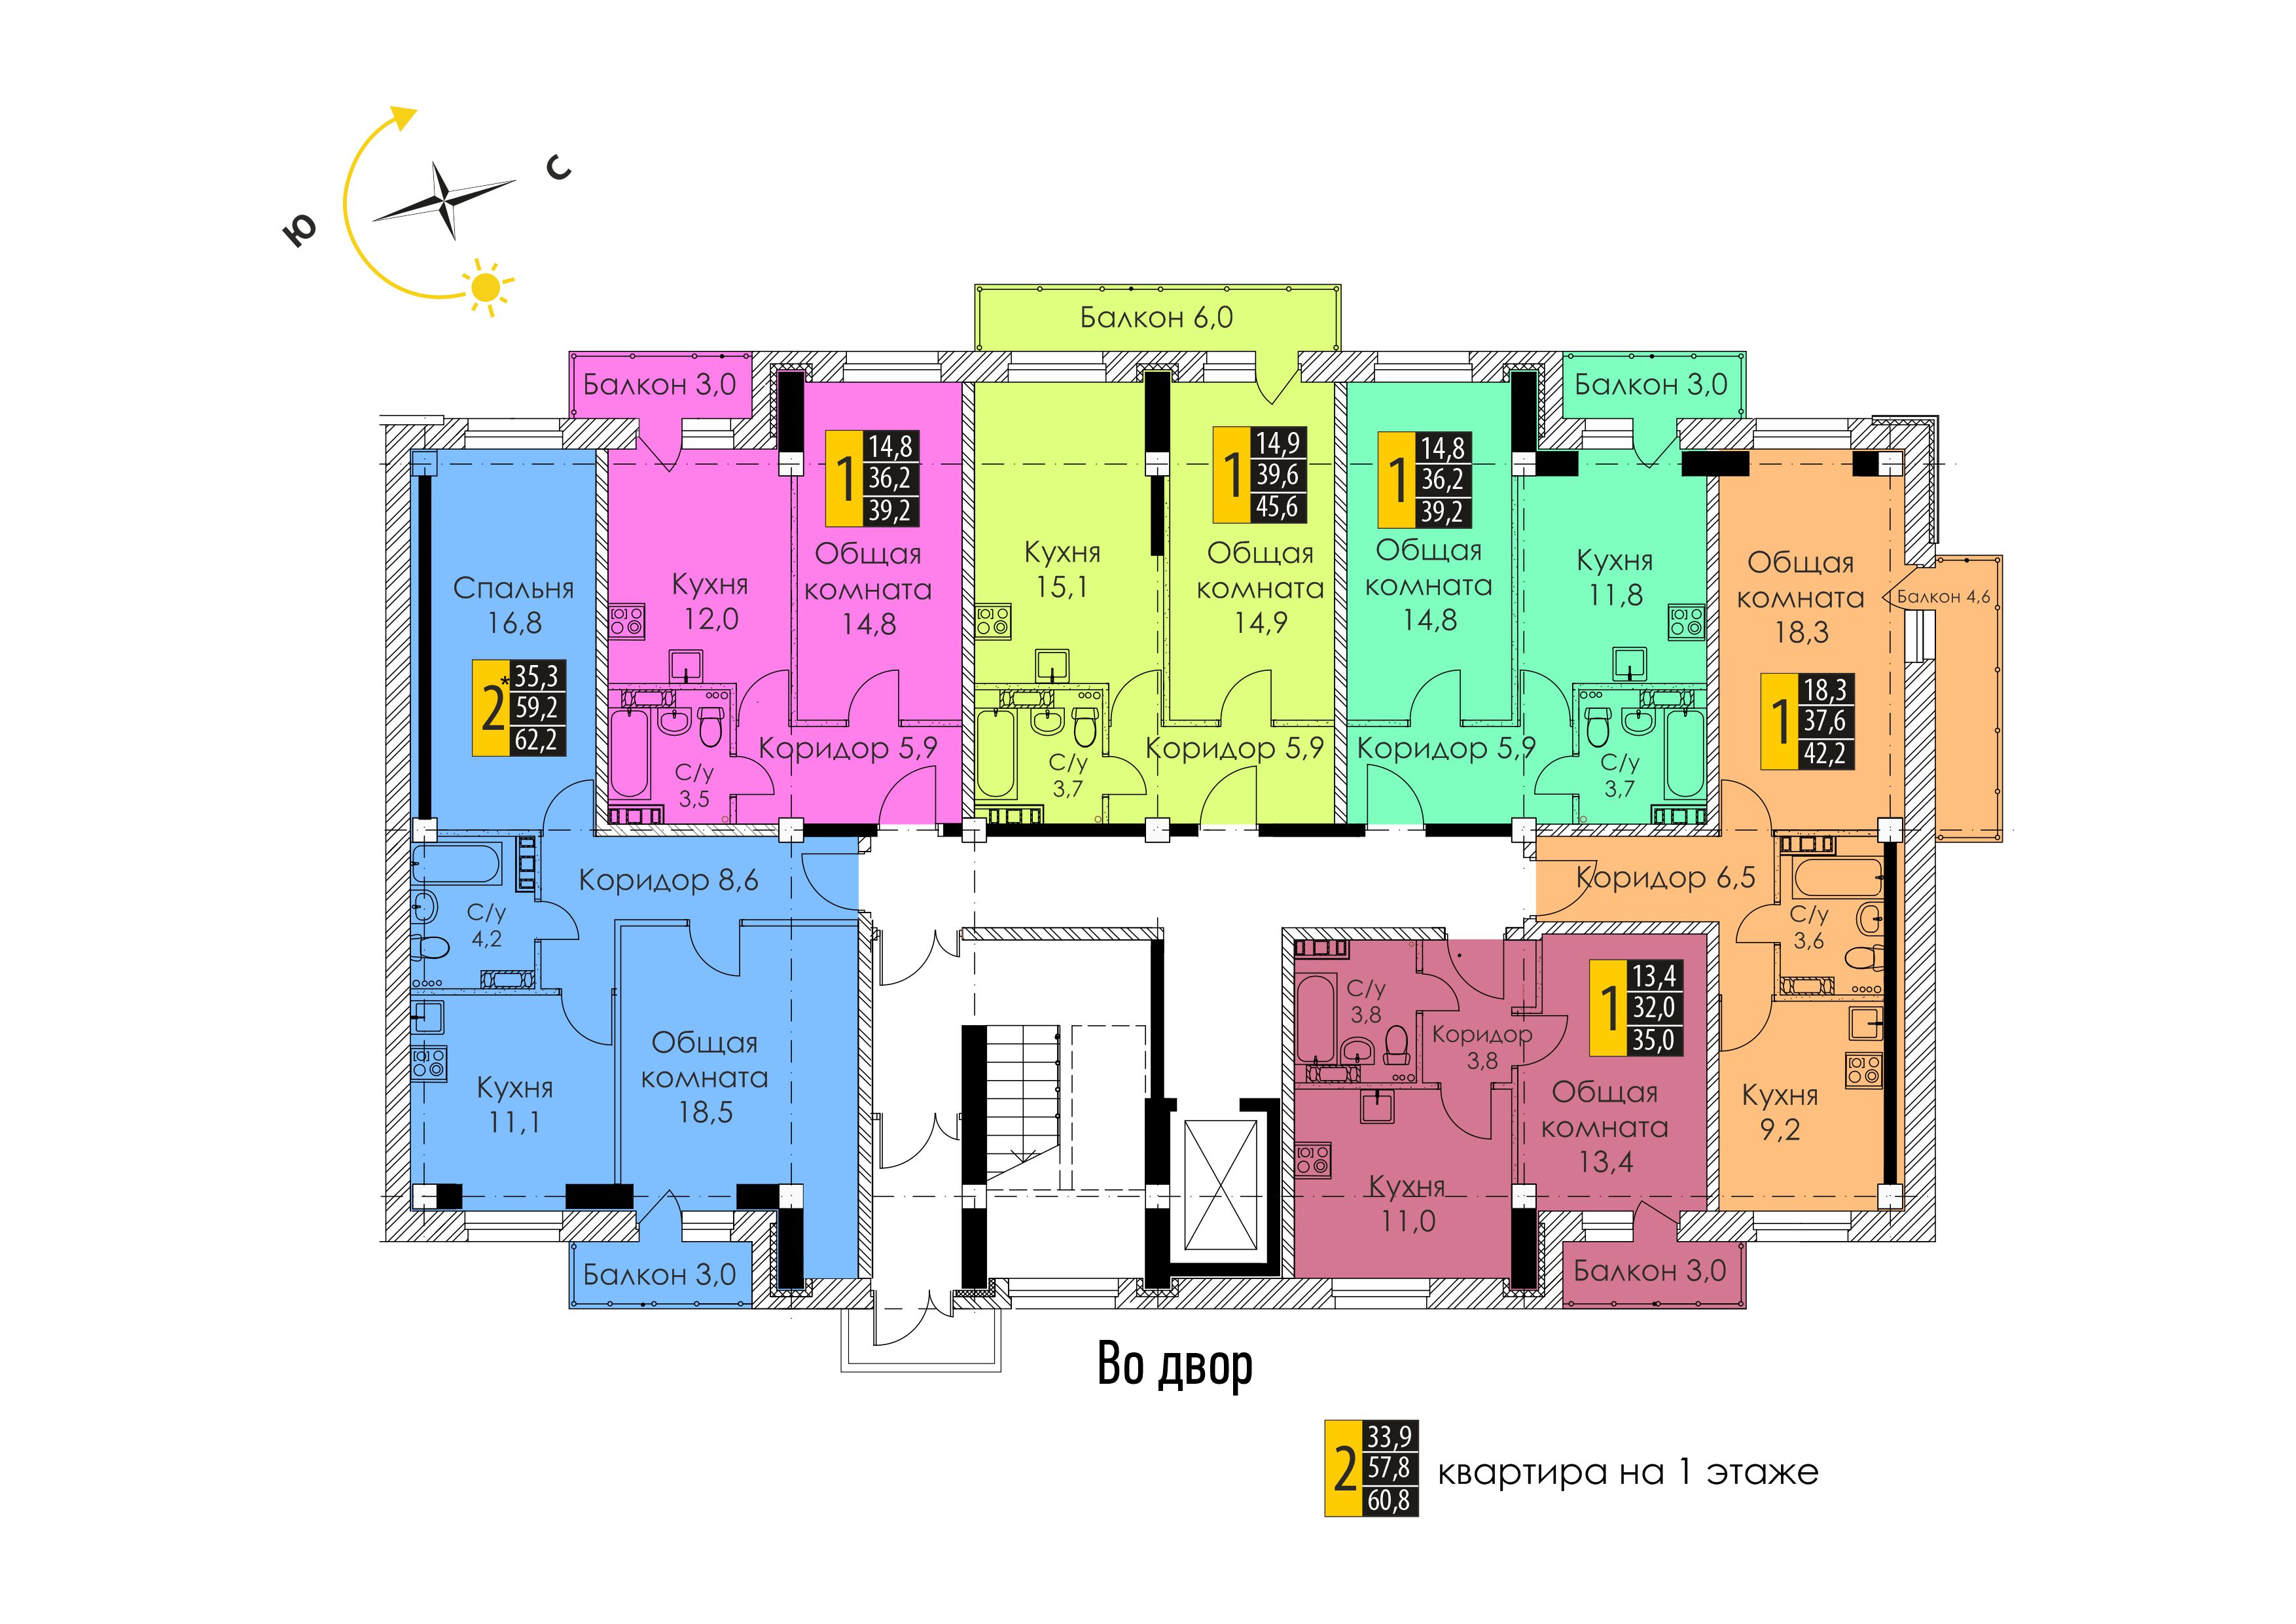 С
Ю
Балкон 6,0
Балкон 3,0
Балкон 3,0
1
14,8
36,2
39,2
1
14,9
39,6
45,6
1
14,8
36,2
39,2
Спальня
16,8
Кухня
12,0
Общая
комната
14,8
Кухня
15,1
Общая
комната
14,9
Общая
комната
14,8
Кухня
11,8
Общая
комната
18,3
Балкон 4,6
2*
35,3
59,2
62,2
1
18,3
37,6
42,2
С/у
3,5
Коридор 5,9
С/у
3,7
Коридор 5,9
Коридор 5,9
С/у
3,7
Коридор 8,6
Коридор 6,5
С/у
4,2
С/у
3,6
С/у
3,8
Коридор
3,8
1
13,4
32,0
35,0
Кухня
11,1
Общая
комната
18,5
Кухня
11,0
Общая
комната
13,4
Кухня
9,2
Балкон 3,0
Балкон 3,0
Во двор
2
33,9
57,8
60,8
квартира на 1 этаже